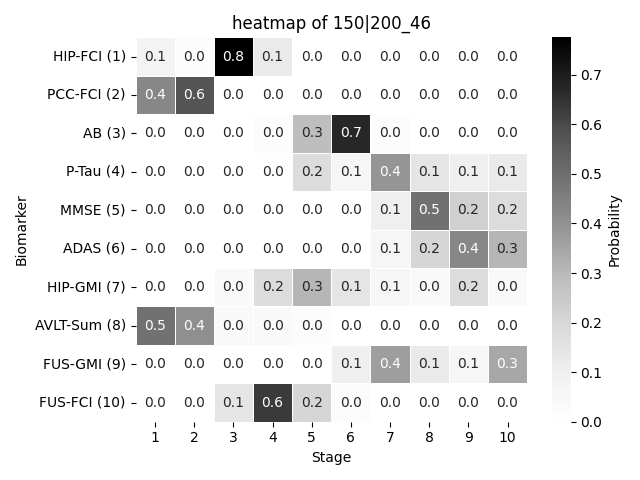 heatmap of 150|200_46
HIP-FCI (1) 0.1 0.0 0.8 0.1 0.0 0.0 0.0 0.0 0.0 0.0
PCC-FCI (2) 0.4 0.6 0.0 0.0 0.0 0.0 0.0 0.0 0.0 0.0
AB (3) 0.0 0.0 0.0 0.0 0.3 0.7 0.0 0.0 0.0 0.0
P-Tau (4) 0.0 0.0 0.0 0.0 0.2 0.1 0.4 0.1 0.1 0.1
MMSE (5) 0.0 0.0 0.0 0.0 0.0 0.0 0.1 0.5 0.2 0.2
ADAS (6) 0.0 0.0 0.0 0.0 0.0 0.0 0.1 0.2 0.4 0.3
HIP-GMI (7) 0.0 0.0 0.0 0.2 0.3 0.1 0.1 0.0 0.2 0.0
AVLT-Sum (8) 0.5 0.4 0.0 0.0 0.0 0.0 0.0 0.0 0.0 0.0
FUS-GMI (9) 0.0 0.0 0.0 0.0 0.0 0.1 0.4 0.1 0.1 0.3
FUS-FCI (10) 0.0 0.0 0.1 0.6 0.2 0.0 0.0 0.0 0.0 0.0
1 2 3 4 5 6 7 8 9 10
Stage
Biomarker
0.7
0.6
0.5
0.4
0.3
0.2
0.1
0.0
Probability